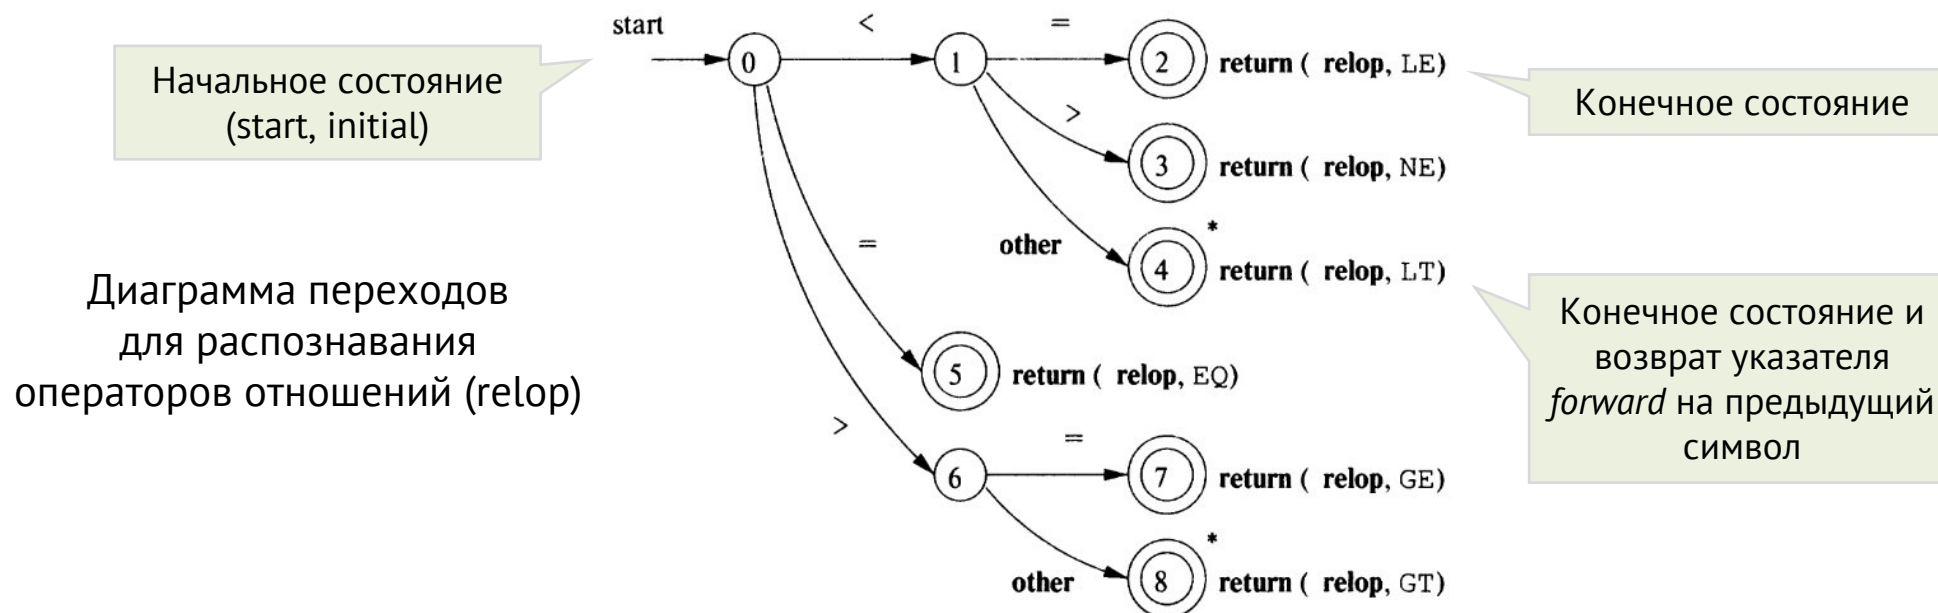 start
<
=
0
1
2
return ( relop, LE)
Начальное состояние
(start, initial)
Конечное состояние
>
3
return ( relop, NE)
other
*
4
return ( relop, LT)
=
Диаграмма переходов
для распознавания
операторов отношений (relop)
Конечное состояние и
возврат указателя
forward на предыдущий
символ
5
return ( relop, EQ)
>
=
6
7
return ( relop, GE)
other
*
8
return ( relop, GT)